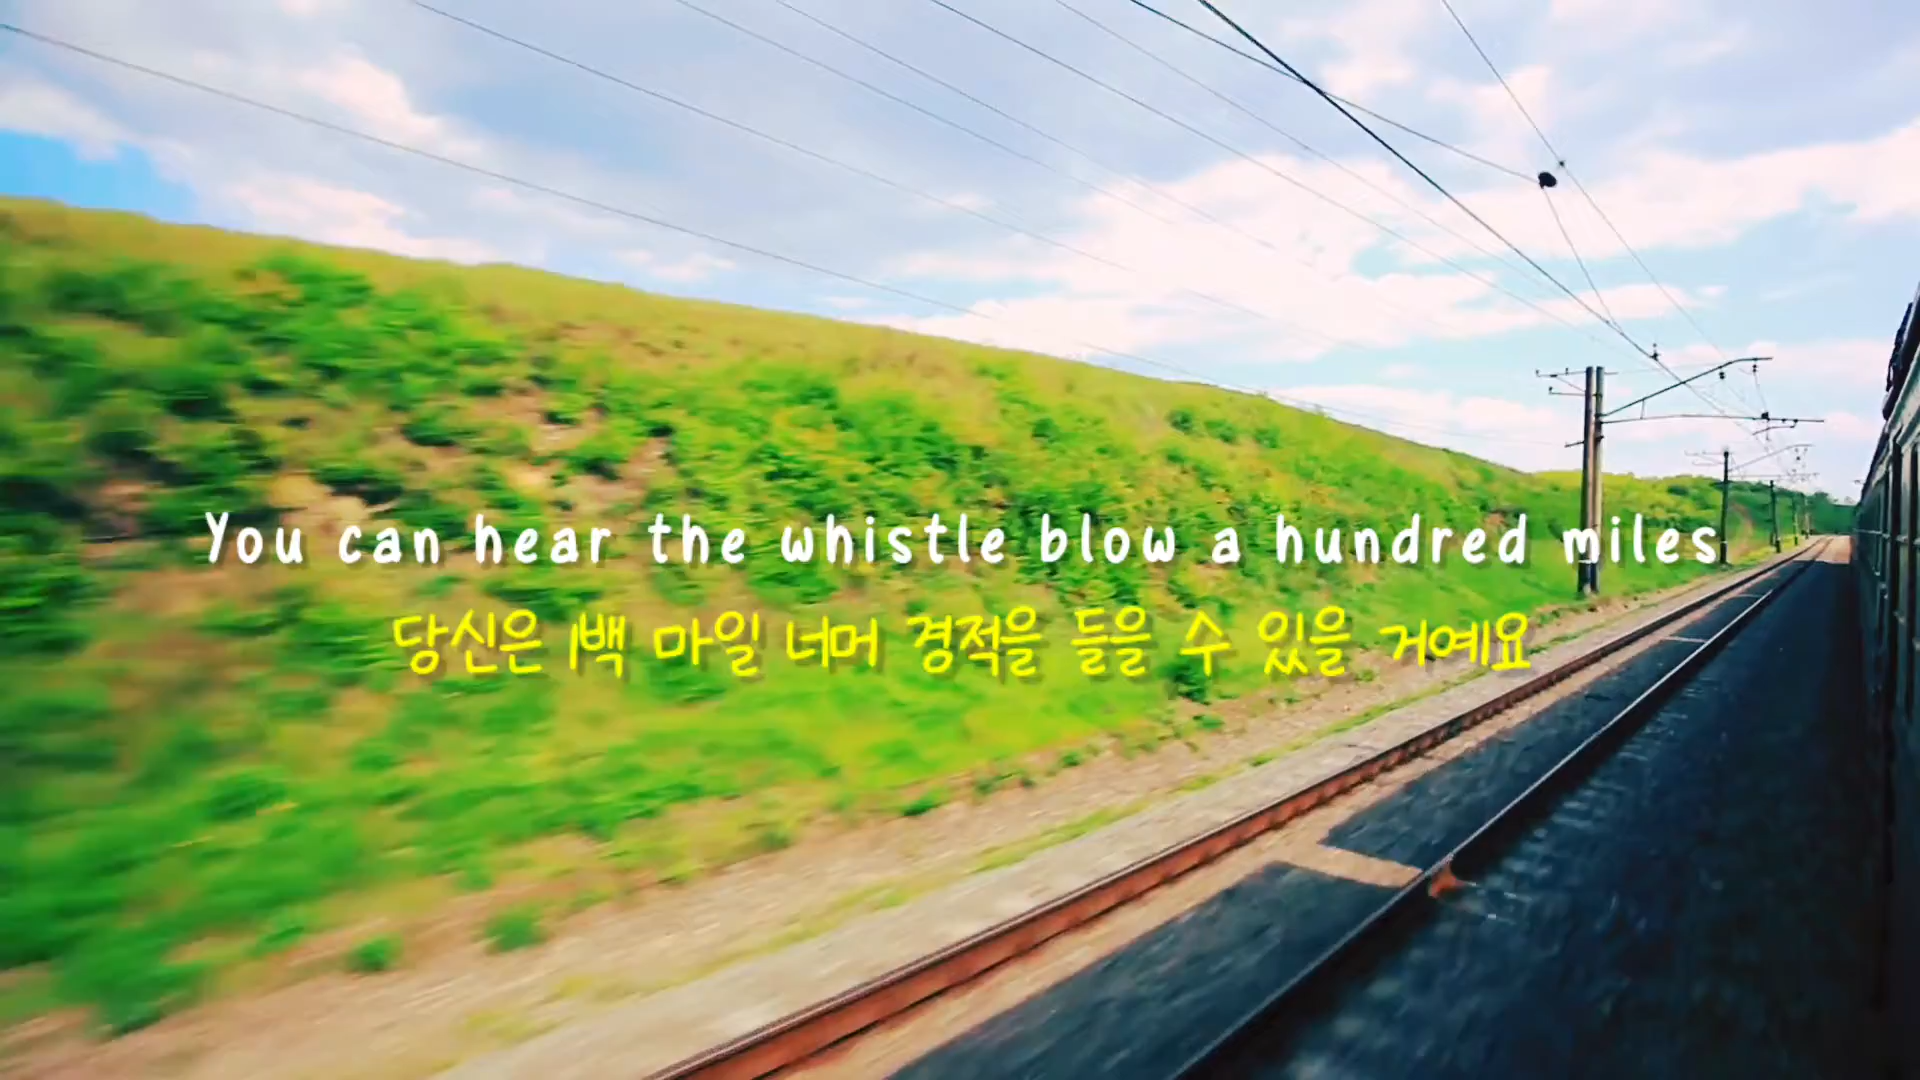 You can hear the whistle blow a hundred miles
당신은 1백 마일 너머 경적을 들을 수 있을 거예요